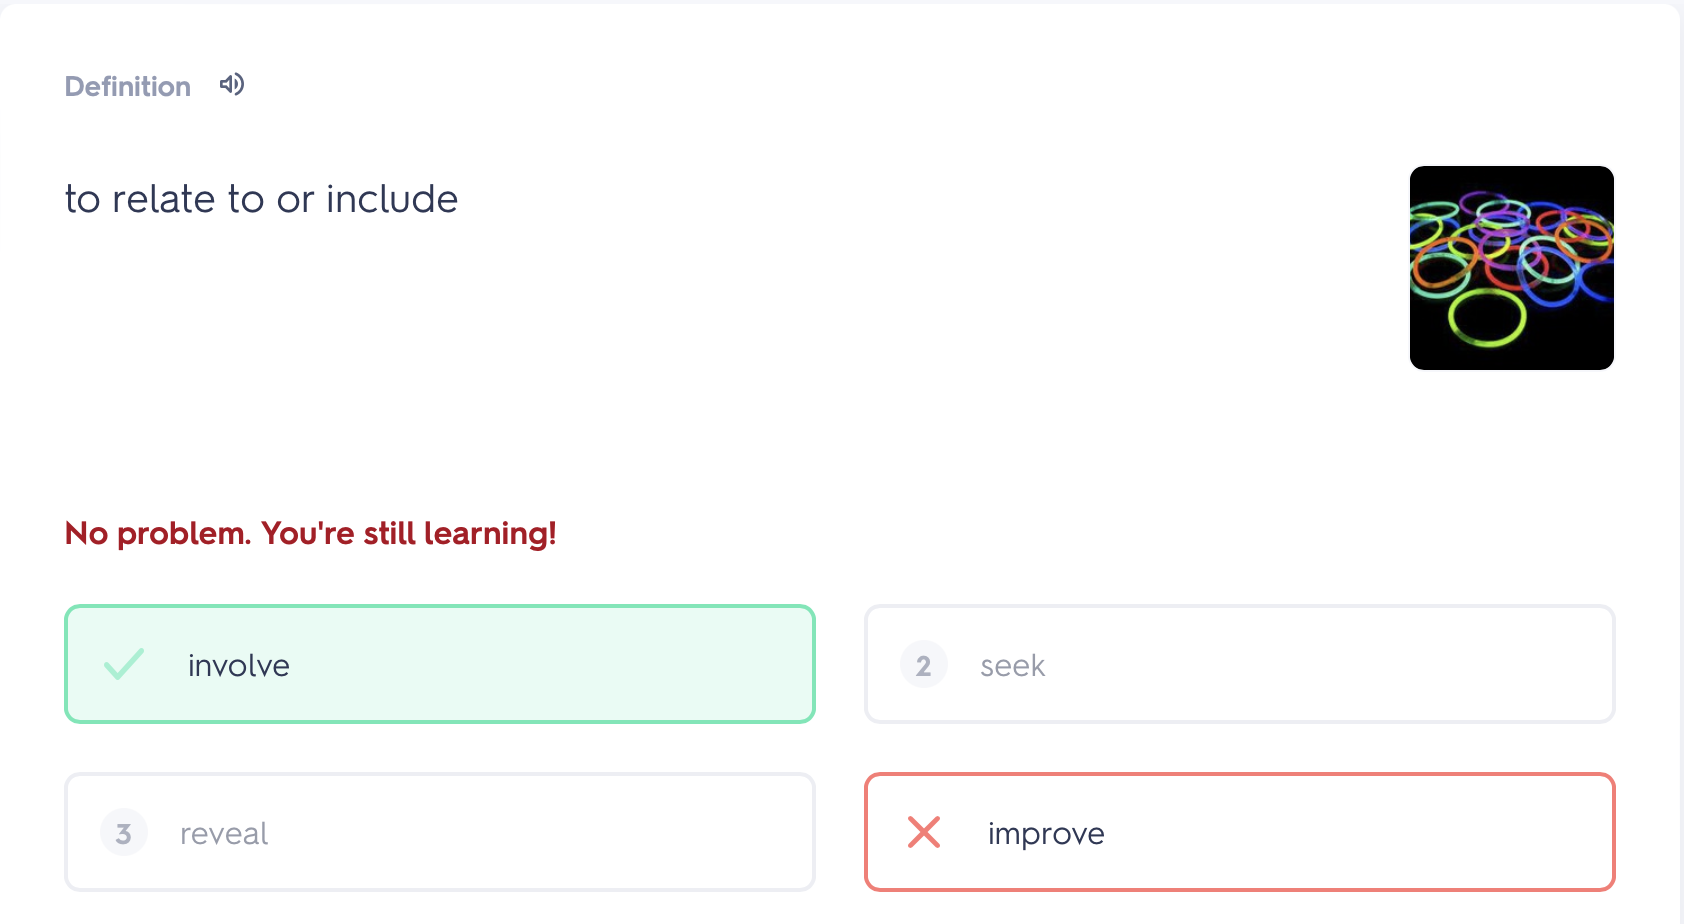 Definition
to relate to or include
No problem. You're still learning!
involve
2 seek
3 reveal
improve